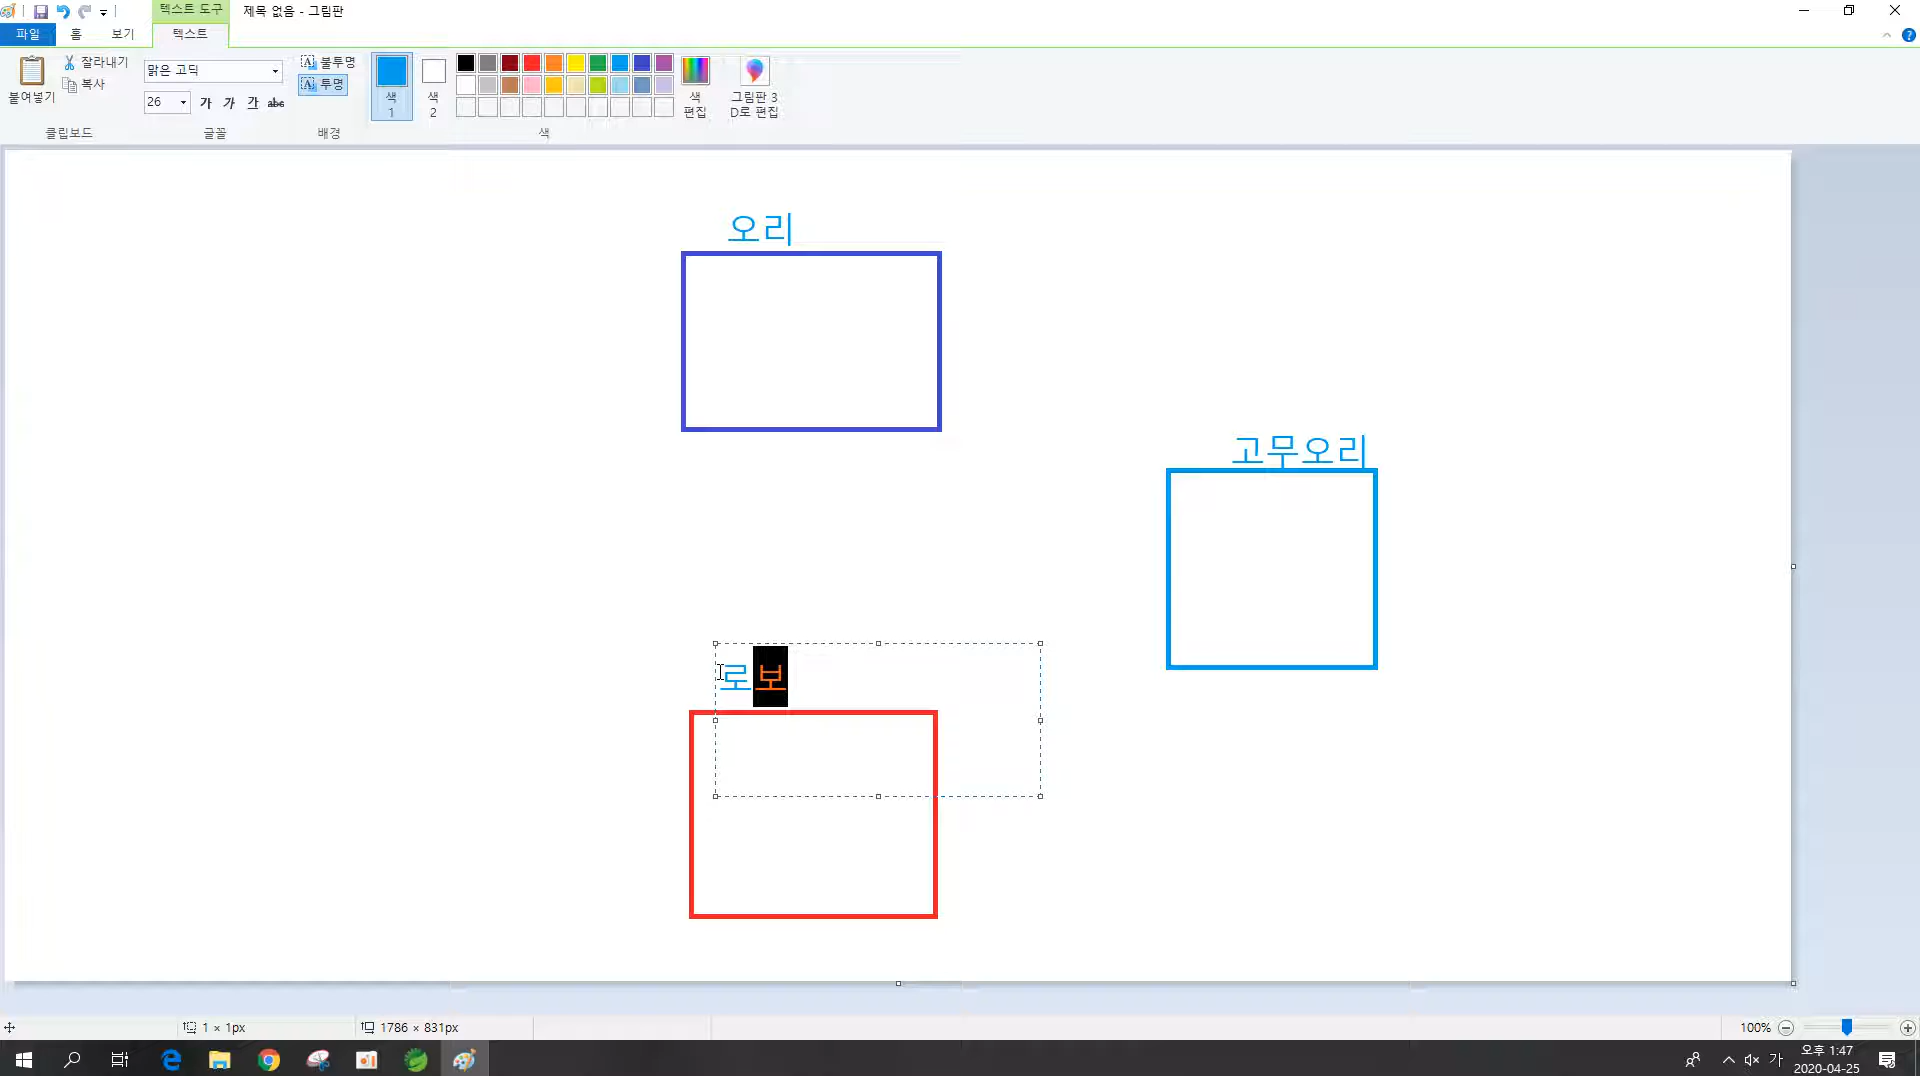 텍스트 도구
제목 없음 - 그림판
파일
홈
보기
텍스트
붙여넣기
잘라내기
복사
클립보드
맑은 고딕
26
가 가 가 abc
글꼴
불투명
투명
배경
색
1
색
2
색
편집
그림판 3
D로 편집
색
오리
고무오리
로보
1 × 1px
1786 × 831px
100%
가
오후 1:47
2020-04-25